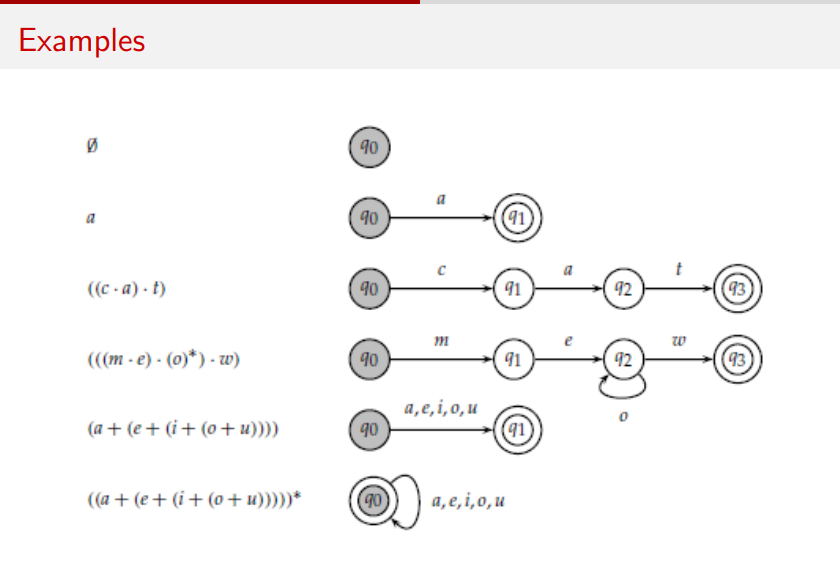 Examples
∅ q0
a q0 a q1
((c · a) · t) q0 c q1 a q2 t q3
(((m · e) · (o)*) · w) q0 m q1 e q2 w q3
o
(a + (e + (i + (o + u)))) q0 a, e, i, o, u q1
((a + (e + (i + (o + u)))))* q0 a, e, i, o, u